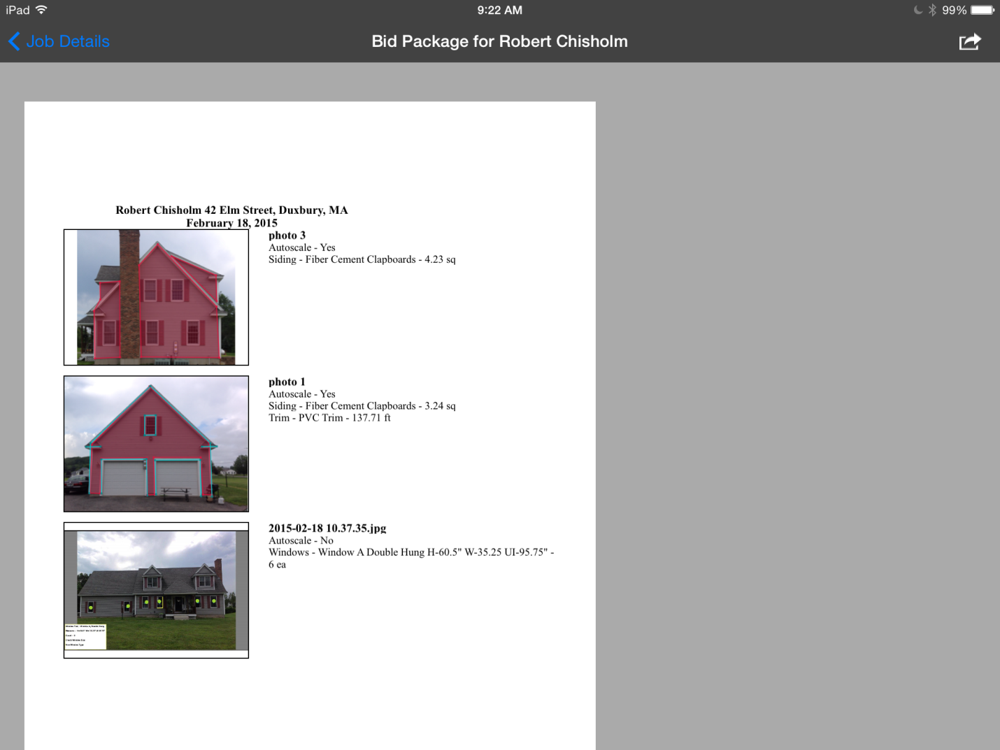 iPad
9:22 AM
99%
Job Details
Bid Package for Robert Chisholm
Robert Chisholm 42 Elm Street, Duxbury, MA
February 18, 2015
photo 3
Autoscale - Yes
Siding - Fiber Cement Clapboards - 4.23 sq
photo 1
Autoscale - Yes
Siding - Fiber Cement Clapboards - 3.24 sq
Trim - PVC Trim - 137.71 ft
2015-02-18 10.37.35.jpg
Autoscale - No
Windows - Window A Double Hung H-60.5" W-35.25 UI-95.75" -
6 ea